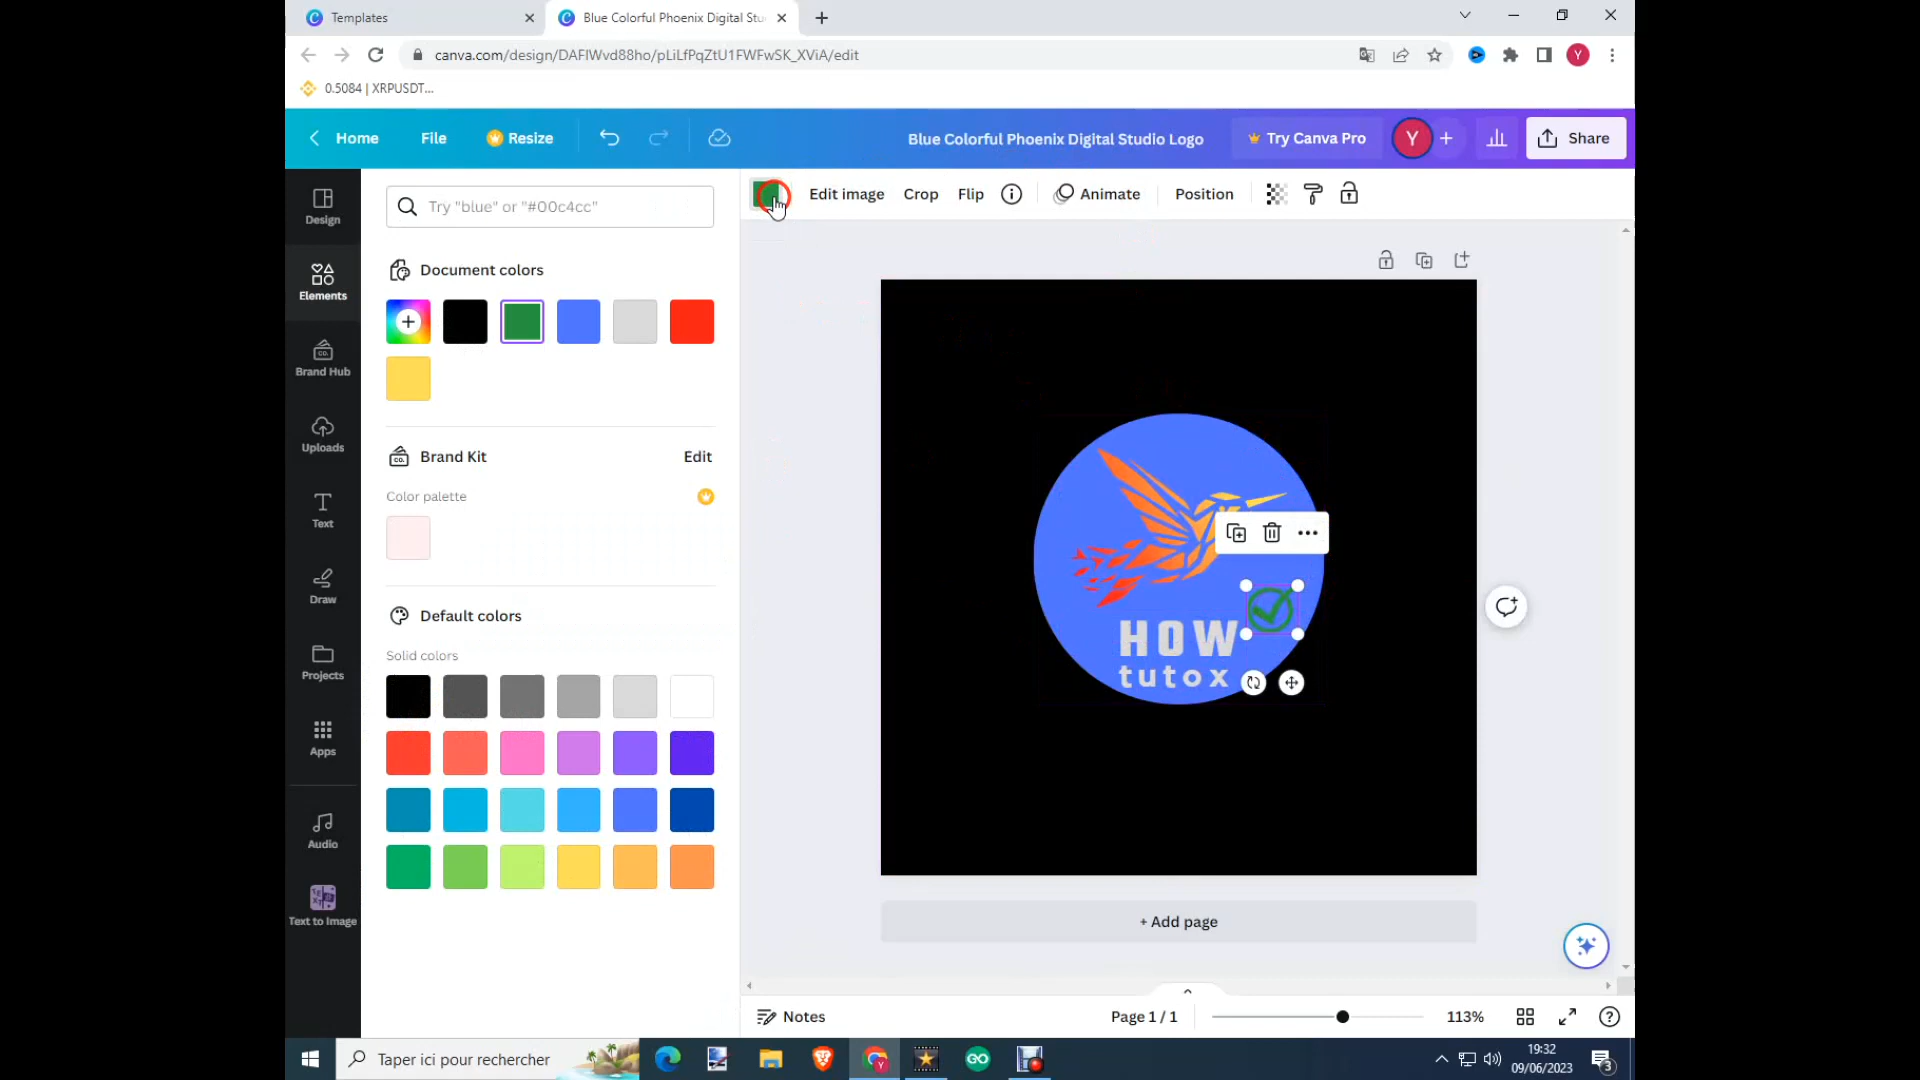 Templates
Blue Colorful Phoenix Digital Stu
canva.com/design/DAFIWvd88ho/pLiLfPqZtU1FWFwSK_XViA/edit
Y
0.5084 | XRPUSDT...
Home
File
Resize
Blue Colorful Phoenix Digital Studio Logo
Try Canva Pro
Y
Share
Design
Elements
Brand Hub
Uploads
Text
Draw
Projects
Apps
Audio
Text to Image
Try "blue" or "#00c4cc"
Document colors
Brand Kit
Edit
Color palette
Default colors
Solid colors
Edit image
Crop
Flip
Animate
Position
HOW
tutox
+ Add page
Notes
Page 1 / 1
113%
Taper ici pour rechercher
19:32
09/06/2023
3